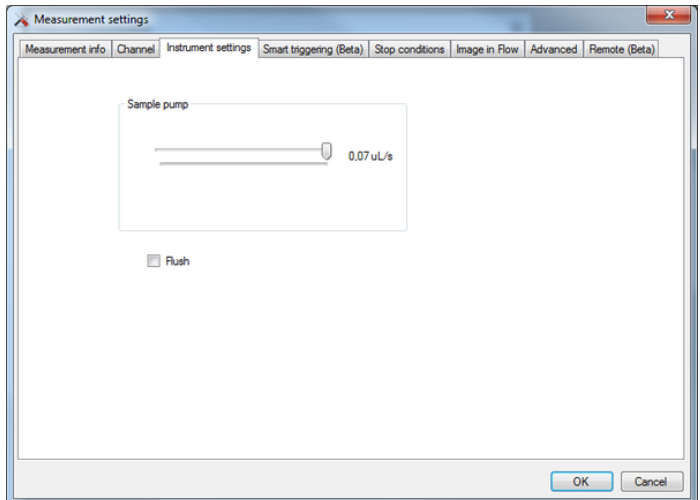 Measurement settings
Measurement info Channel Instrument settings Smart triggering (Beta) Stop conditions Image in Flow Advanced Remote (Beta)
Sample pump
0.07 uL/s
Flush
OK Cancel